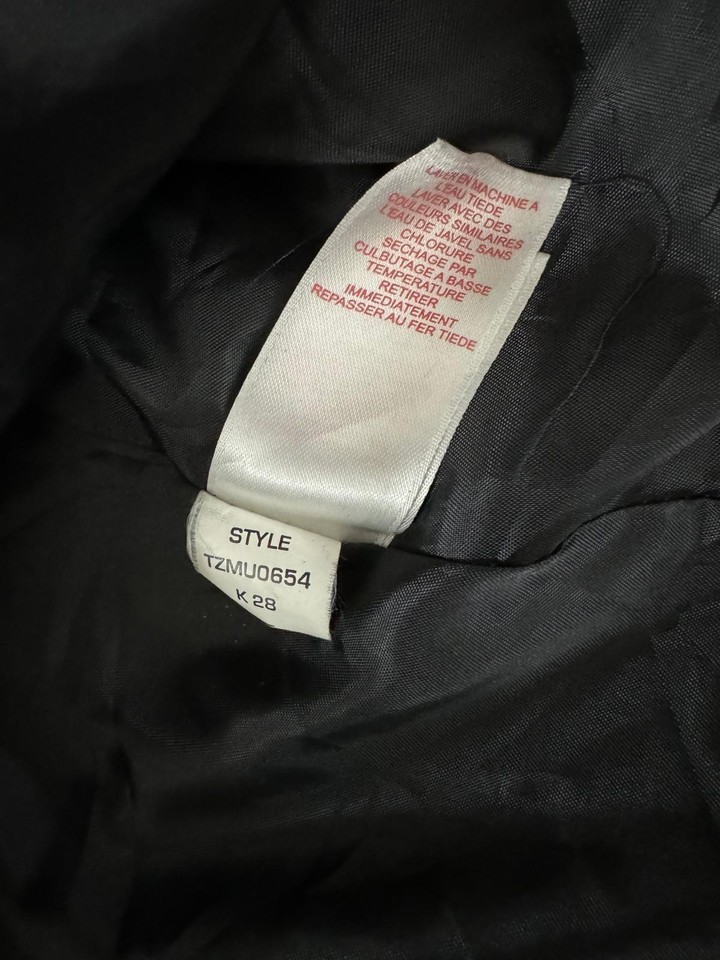 LAVER EN MACHINE A
L'EAU TIEDE
LAVER AVEC DES
COULEURS SIMILAIRES
L'EAU DE JAVEL SANS
CHLORURE
SECHAGE PAR
CULBUTAGE A BASSE
TEMPERATURE
RETIRER
IMMEDIATEMENT
REPASSER AU FER TIEDE
STYLE
TZMU0654
K 28